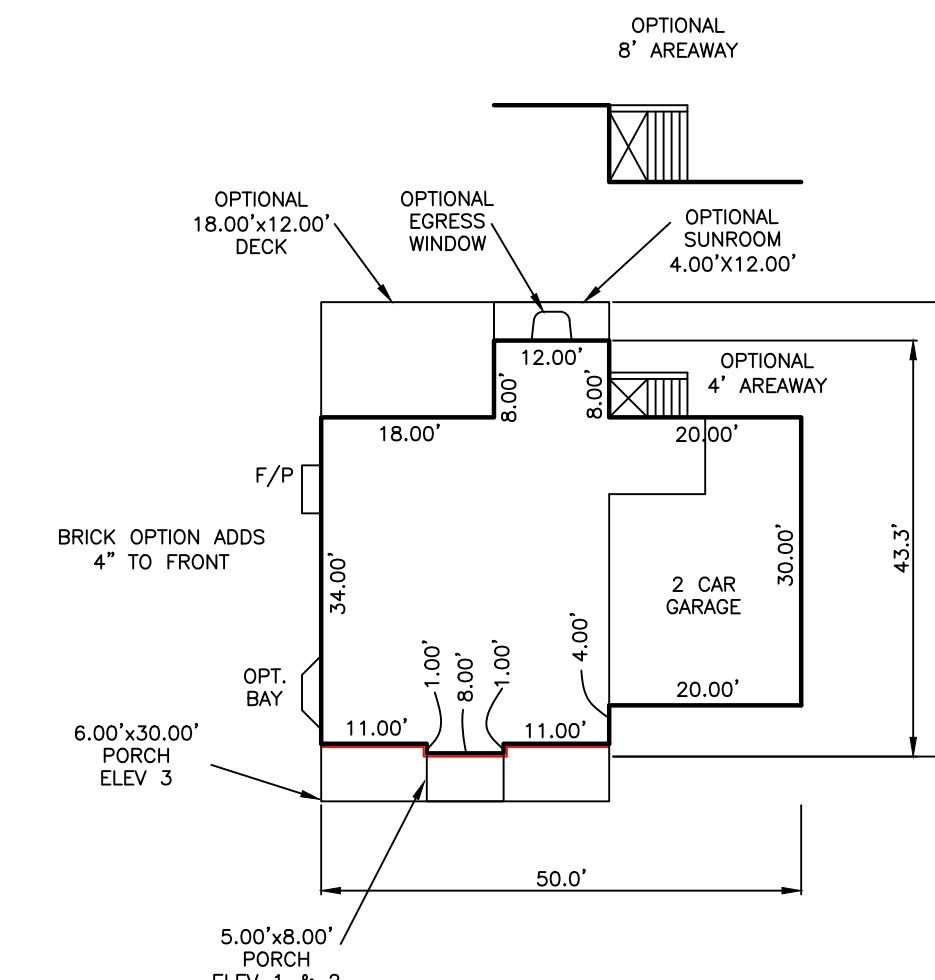 OPTIONAL
8' AREAWAY
OPTIONAL
18.00'x12.00'
DECK
OPTIONAL
EGRESS
WINDOW
OPTIONAL
SUNROOM
4.00'X12.00'
12.00'
8.00'
8.00'
OPTIONAL
4' AREAWAY
18.00'
20.00'
F/P
BRICK OPTION ADDS
4" TO FRONT
34.00'
30.00'
43.3'
2 CAR
GARAGE
OPT.
BAY
1.00'
8.00'
1.00'
4.00'
20.00'
11.00'
11.00'
6.00'x30.00'
PORCH
ELEV 3
50.0'
5.00'x8.00'
PORCH
ELEV 1 & 2